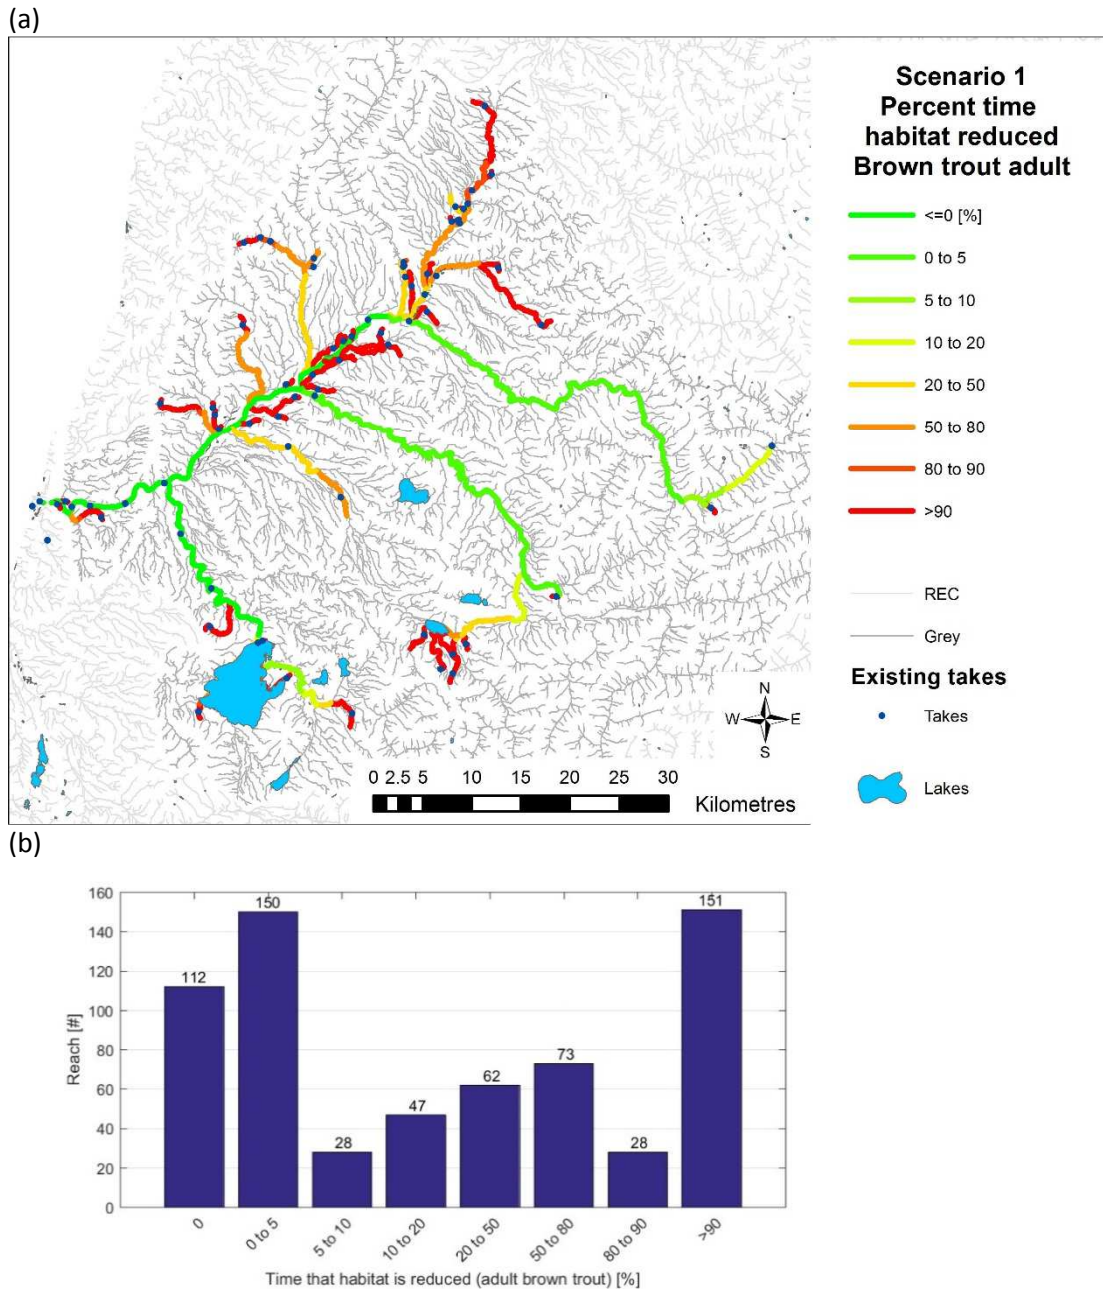 (a)
Scenario 1
Percent time
habitat reduced
Brown trout adult
<=0 [%]
0 to 5
5 to 10
10 to 20
20 to 50
50 to 80
80 to 90
>90
REC
Grey
Existing takes
Takes
Lakes
N
W E
S
0 2.5 5 10 15 20 25 30
Kilometres
(b)
160
140
120
100
80
60
40
20
0
Reach [#]
112
150
28
47
62
73
28
151
0
0 to 5
5 to 10
10 to 20
20 to 50
50 to 80
80 to 90
>90
Time that habitat is reduced (adult brown trout) [%]